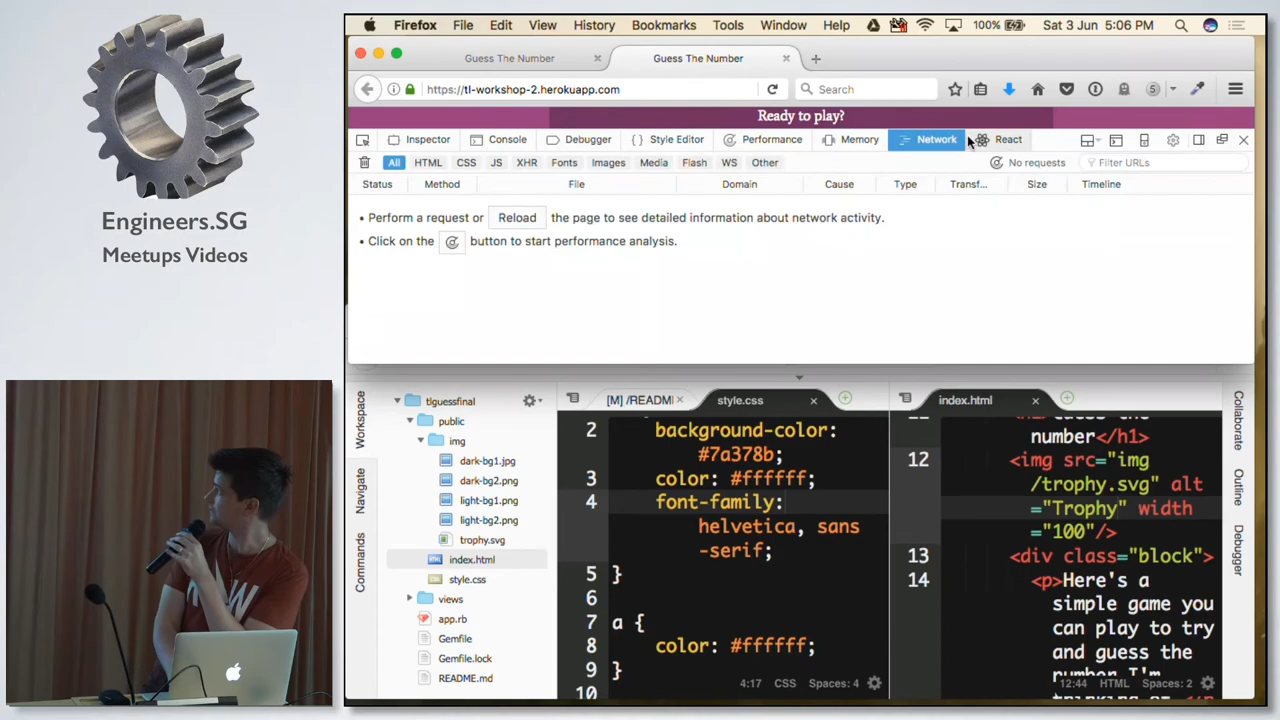 Engineers.SG
Meetups Videos
Firefox File Edit View History Bookmarks Tools Window Help 100% Sat 3 Jun 5:06 PM
Guess The Number
Guess The Number
https://tl-workshop-2.herokuapp.com
Search
5
Ready to play?
Inspector Console Debugger Style Editor Performance Memory Network React
All HTML CSS JS XHR Fonts Images Media Flash WS Other No requests Filter URLs
Status Method File Domain Cause Type Transf... Size Timeline
• Perform a request or Reload the page to see detailed information about network activity.
• Click on the button to start performance analysis.
Workspace
Navigate
Commands
tlguessfinal
public
img
dark-bg1.jpg
dark-bg2.png
light-bg1.png
light-bg2.png
trophy.svg
index.html
style.css
views
app.rb
Gemfile
Gemfile.lock
README.md
[M] /READMI
style.css
2 background-color:
#7a378b;
3 color: #ffffff;
4 font-family:
helvetica, sans
-serif;
5 }
6
7 a {
8 color: #ffffff;
9 }
10
4:17 CSS Spaces: 4
index.html
number</h1>
12 <img src="img
/trophy.svg" alt
="Trophy" width
="100"/>
13 <div class="block">
14 <p>Here's a
simple game you
can play to try
and guess the
number I'm
12:44 HTML Spaces: 2
Collaborate
Outline
Debugger